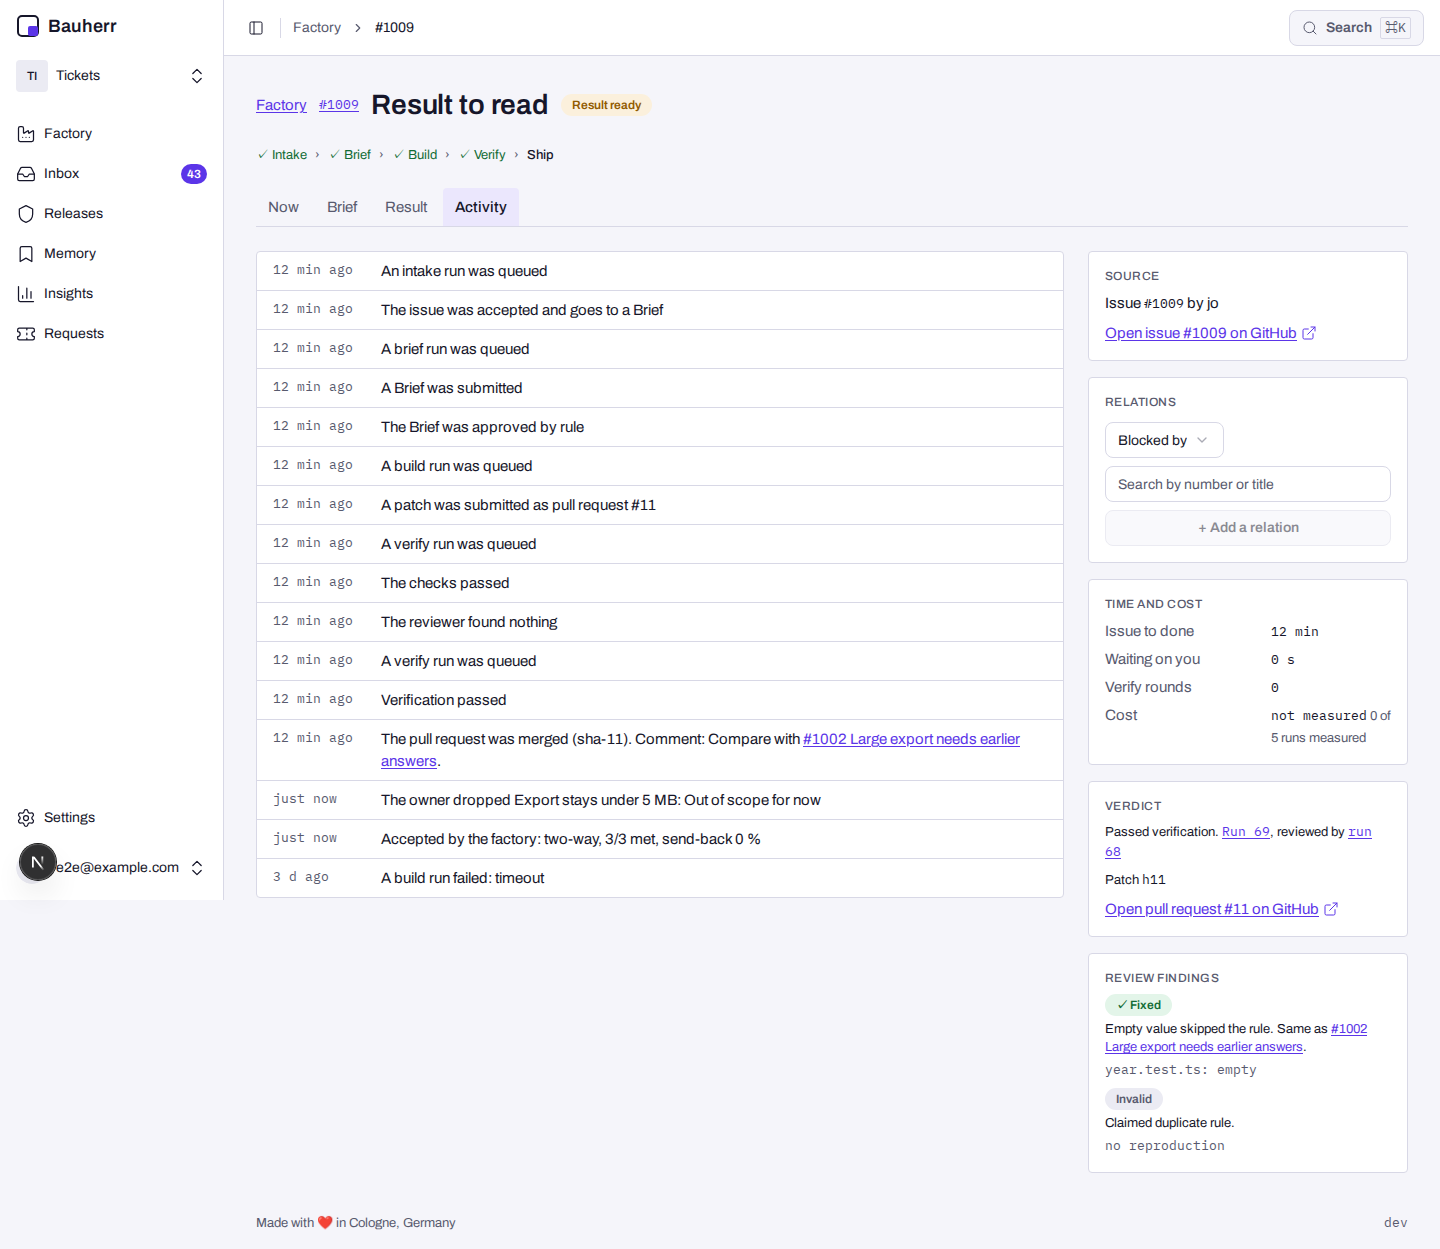 Bauherr
TI Tickets
Factory
Inbox 43
Releases
Memory
Insights
Requests
Settings
N e2e@example.com
Factory > #1009
Search ⌘K
Factory #1009 Result to read Result ready
✓ Intake › ✓ Brief › ✓ Build › ✓ Verify › Ship
Now Brief Result Activity
12 min ago An intake run was queued
12 min ago The issue was accepted and goes to a Brief
12 min ago A brief run was queued
12 min ago A Brief was submitted
12 min ago The Brief was approved by rule
12 min ago A build run was queued
12 min ago A patch was submitted as pull request #11
12 min ago A verify run was queued
12 min ago The checks passed
12 min ago The reviewer found nothing
12 min ago A verify run was queued
12 min ago Verification passed
12 min ago The pull request was merged (sha-11). Comment: Compare with #1002 Large export needs earlier
answers.
just now The owner dropped Export stays under 5 MB: Out of scope for now
just now Accepted by the factory: two-way, 3/3 met, send-back 0 %
3 d ago A build run failed: timeout
SOURCE
Issue #1009 by jo
Open issue #1009 on GitHub
RELATIONS
Blocked by
Search by number or title
+ Add a relation
TIME AND COST
Issue to done 12 min
Waiting on you 0 s
Verify rounds 0
Cost not measured 0 of
5 runs measured
VERDICT
Passed verification. Run 69, reviewed by run
68
Patch h11
Open pull request #11 on GitHub
REVIEW FINDINGS
✓ Fixed
Empty value skipped the rule. Same as #1002
Large export needs earlier answers.
year.test.ts: empty
Invalid
Claimed duplicate rule.
no reproduction
Made with ❤️ in Cologne, Germany
dev